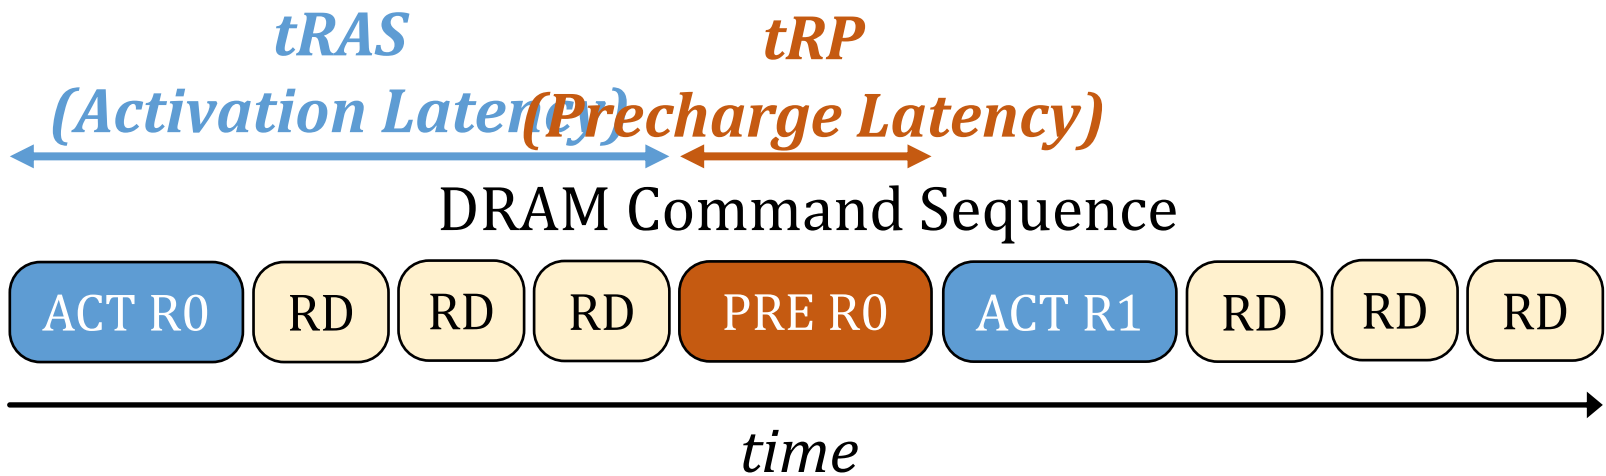 tRAS
(Activation Latency)
tRP
(Precharge Latency)
DRAM Command Sequence
ACT R0 RD RD RD PRE R0 ACT R1 RD RD RD
time